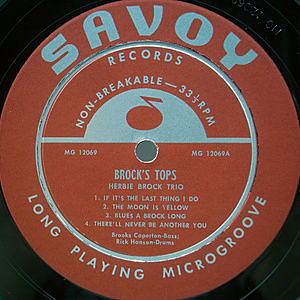 SAVOY
RECORDS
NON-BREAKABLE—33⅓RPM
MG 12069
MG 12069A
BROCK'S TOPS
HERBIE BROCK TRIO
1. IF IT'S THE LAST THING I DO
2. THE MOON IS YELLOW
3. BLUES A BROCK LONG
4. THERE'LL NEVER BE ANOTHER YOU
Brooks Caperton-Bass;
Rick Hanson-Drums
LONG PLAYING MICROGROOVE